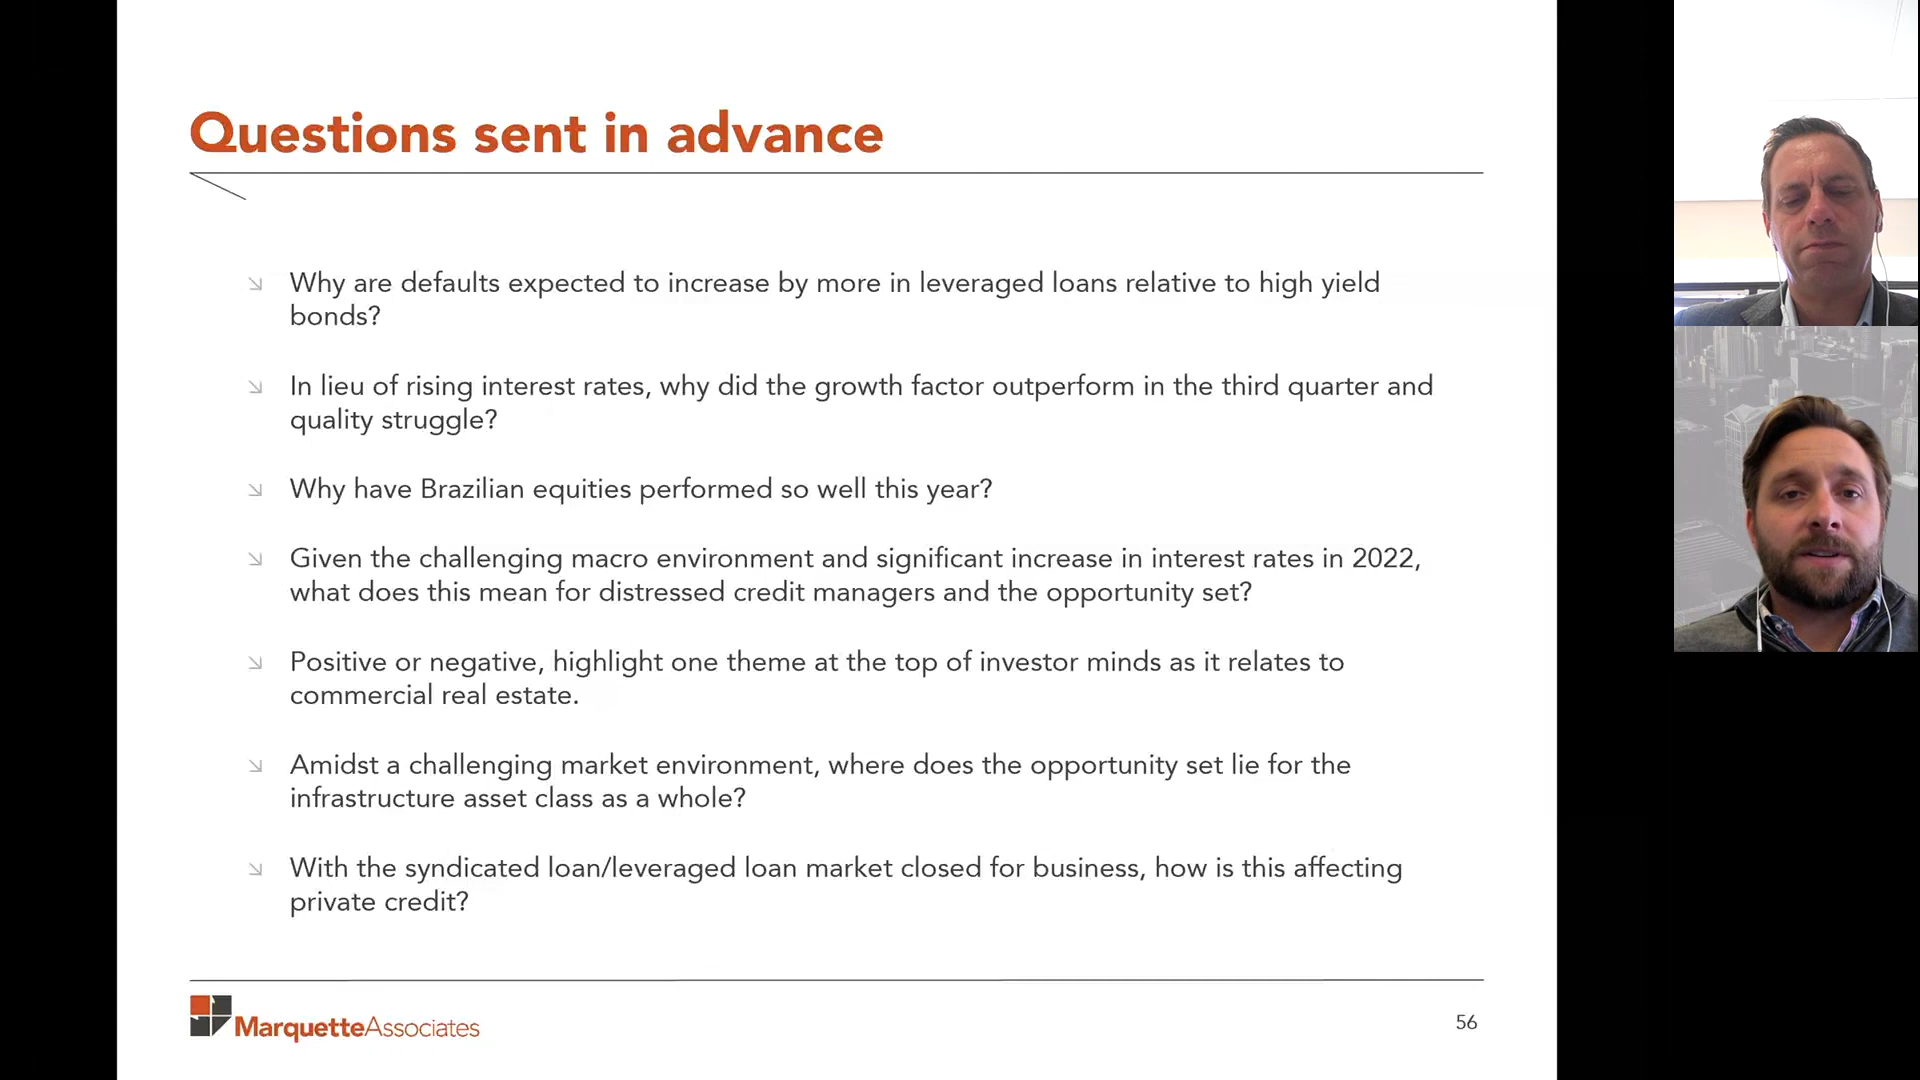 Questions sent in advance
Why are defaults expected to increase by more in leveraged loans relative to high yield
bonds?
In lieu of rising interest rates, why did the growth factor outperform in the third quarter and
quality struggle?
Why have Brazilian equities performed so well this year?
Given the challenging macro environment and significant increase in interest rates in 2022,
what does this mean for distressed credit managers and the opportunity set?
Positive or negative, highlight one theme at the top of investor minds as it relates to
commercial real estate.
Amidst a challenging market environment, where does the opportunity set lie for the
infrastructure asset class as a whole?
With the syndicated loan/leveraged loan market closed for business, how is this affecting
private credit?
MarquetteAssociates
56